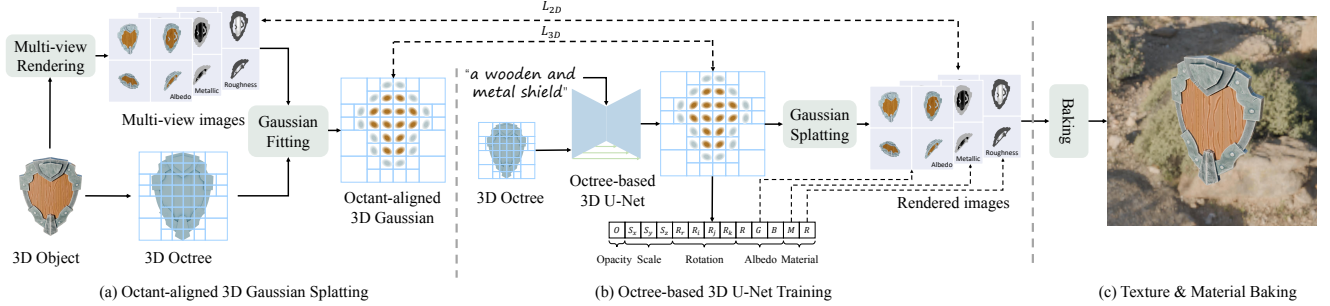 Multi-view
Rendering
Albedo
Metallic
Roughness
Multi-view images
Gaussian
Fitting
3D Object
3D Octree
Octant-aligned
3D Gaussian
(a) Octant-aligned 3D Gaussian Splatting
L2D
L3D
"a wooden and
metal shield"
3D Octree
Octree-based
3D U-Net
Gaussian
Splatting
Albedo
Metallic
Roughness
Rendered images
O Sx Sy Sz Rr Ri Rj Rk R G B M R
Opacity Scale Rotation Albedo Material
(b) Octree-based 3D U-Net Training
Baking
(c) Texture & Material Baking